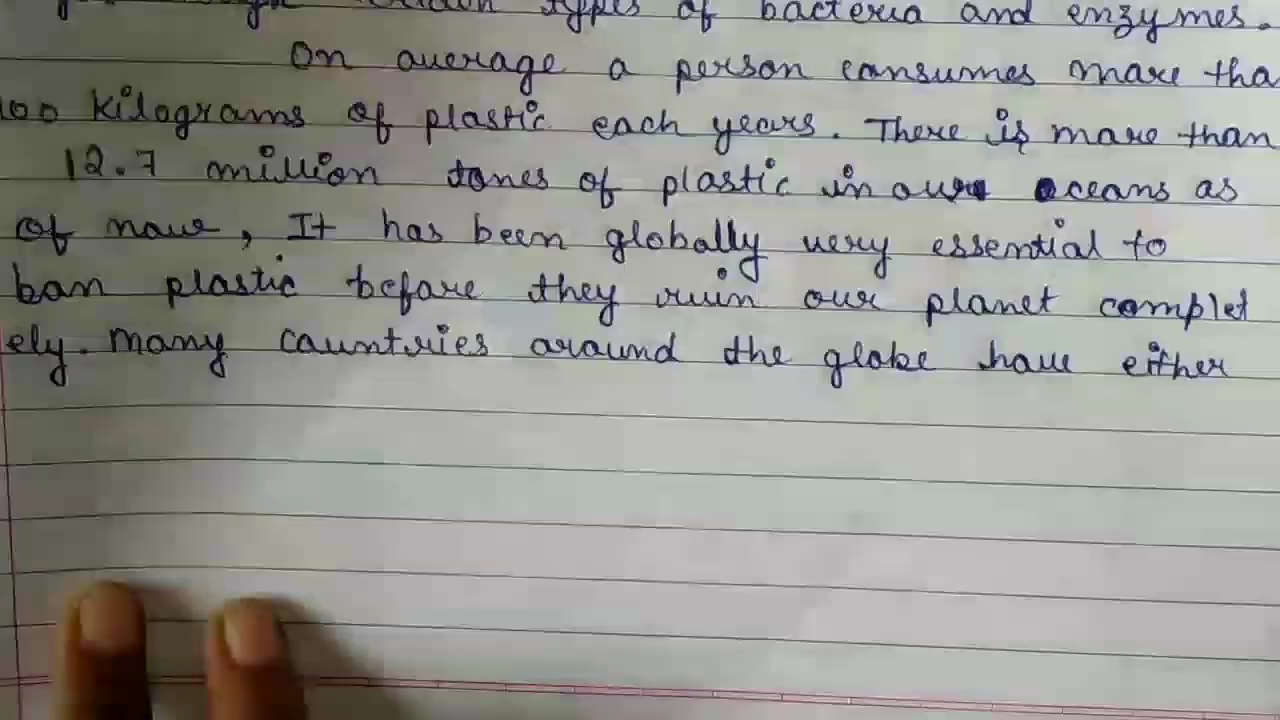 types of bacteria and enzymes.
On average a person consumes more tha
100 kilograms of plastic each years. There is more than
12.7 million tones of plastic in our oceans as
of now, It has been globally very essential to
ban plastic before they ruin our planet complet
ely. many countries around the globe have either